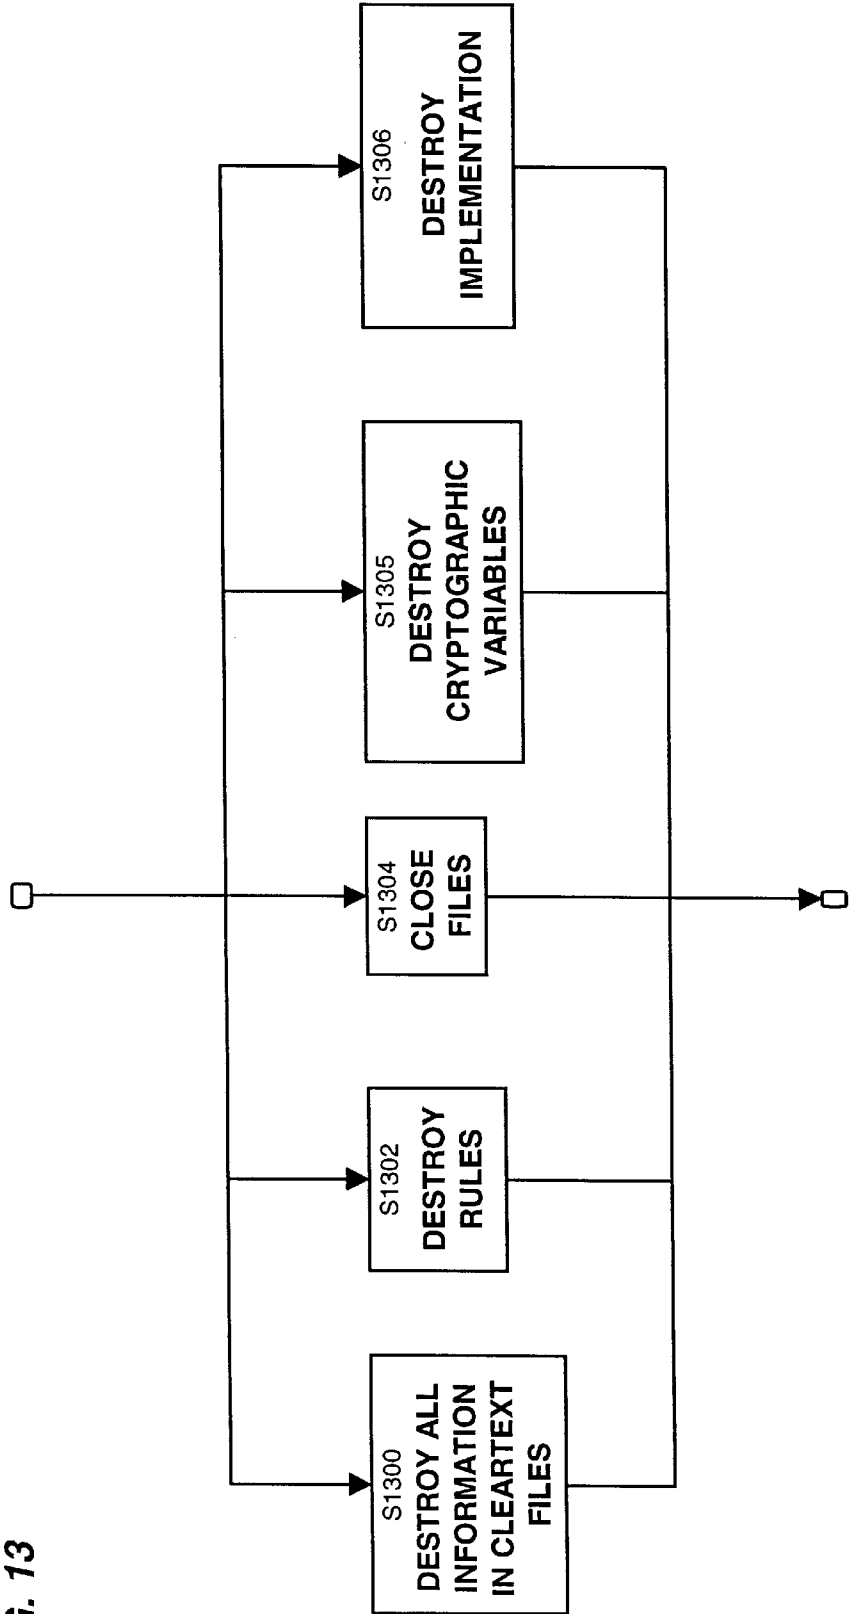 G. 13
S1300
DESTROY ALL
INFORMATION
IN CLEARTEXT
FILES
S1302
DESTROY
RULES
S1304
CLOSE
FILES
S1305
DESTROY
CRYPTOGRAPHIC
VARIABLES
S1306
DESTROY
IMPLEMENTATION